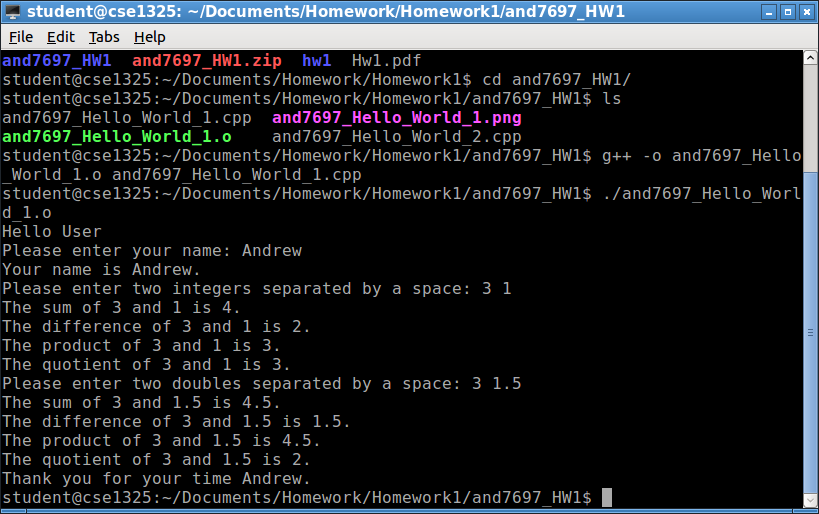 student@cse1325: ~/Documents/Homework/Homework1/and7697_HW1
File Edit Tabs Help
and7697_HW1  and7697_HW1.zip  hw1  Hw1.pdf
student@cse1325:~/Documents/Homework/Homework1$ cd and7697_HW1/
student@cse1325:~/Documents/Homework/Homework1/and7697_HW1$ ls
and7697_Hello_World_1.cpp  and7697_Hello_World_1.png
and7697_Hello_World_1.o    and7697_Hello_World_2.cpp
student@cse1325:~/Documents/Homework/Homework1/and7697_HW1$ g++ -o and7697_Hello
_World_1.o and7697_Hello_World_1.cpp
student@cse1325:~/Documents/Homework/Homework1/and7697_HW1$ ./and7697_Hello_Worl
d_1.o
Hello User
Please enter your name: Andrew
Your name is Andrew.
Please enter two integers separated by a space: 3 1
The sum of 3 and 1 is 4.
The difference of 3 and 1 is 2.
The product of 3 and 1 is 3.
The quotient of 3 and 1 is 3.
Please enter two doubles separated by a space: 3 1.5
The sum of 3 and 1.5 is 4.5.
The difference of 3 and 1.5 is 1.5.
The product of 3 and 1.5 is 4.5.
The quotient of 3 and 1.5 is 2.
Thank you for your time Andrew.
student@cse1325:~/Documents/Homework/Homework1/and7697_HW1$